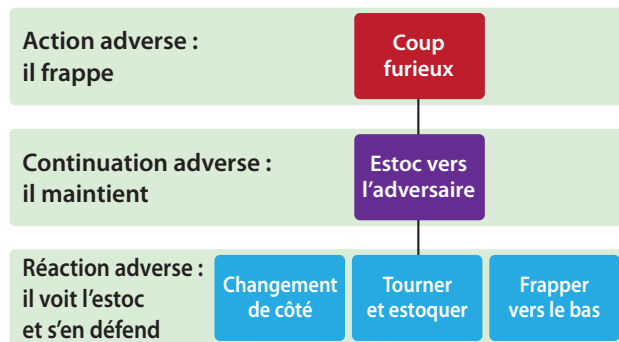 Action adverse :
il frappe
Coup
furieux
Continuation adverse :
il maintient
Estoc vers
l’adversaire
Réaction adverse :
il voit l’estoc
et s'en défend
Changement
de côté
Tourner
et estoquer
Frapper
vers le bas